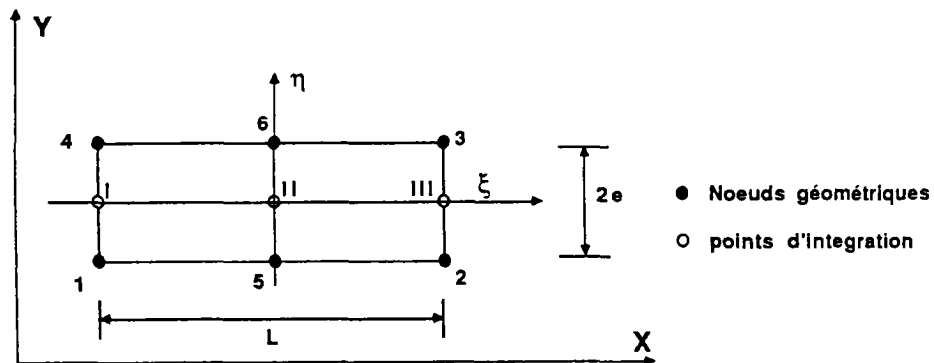 Y
η
4
6
3
I
II
III
ξ
2e
Noeuds géométriques
points d'integration
1
5
2
L
X